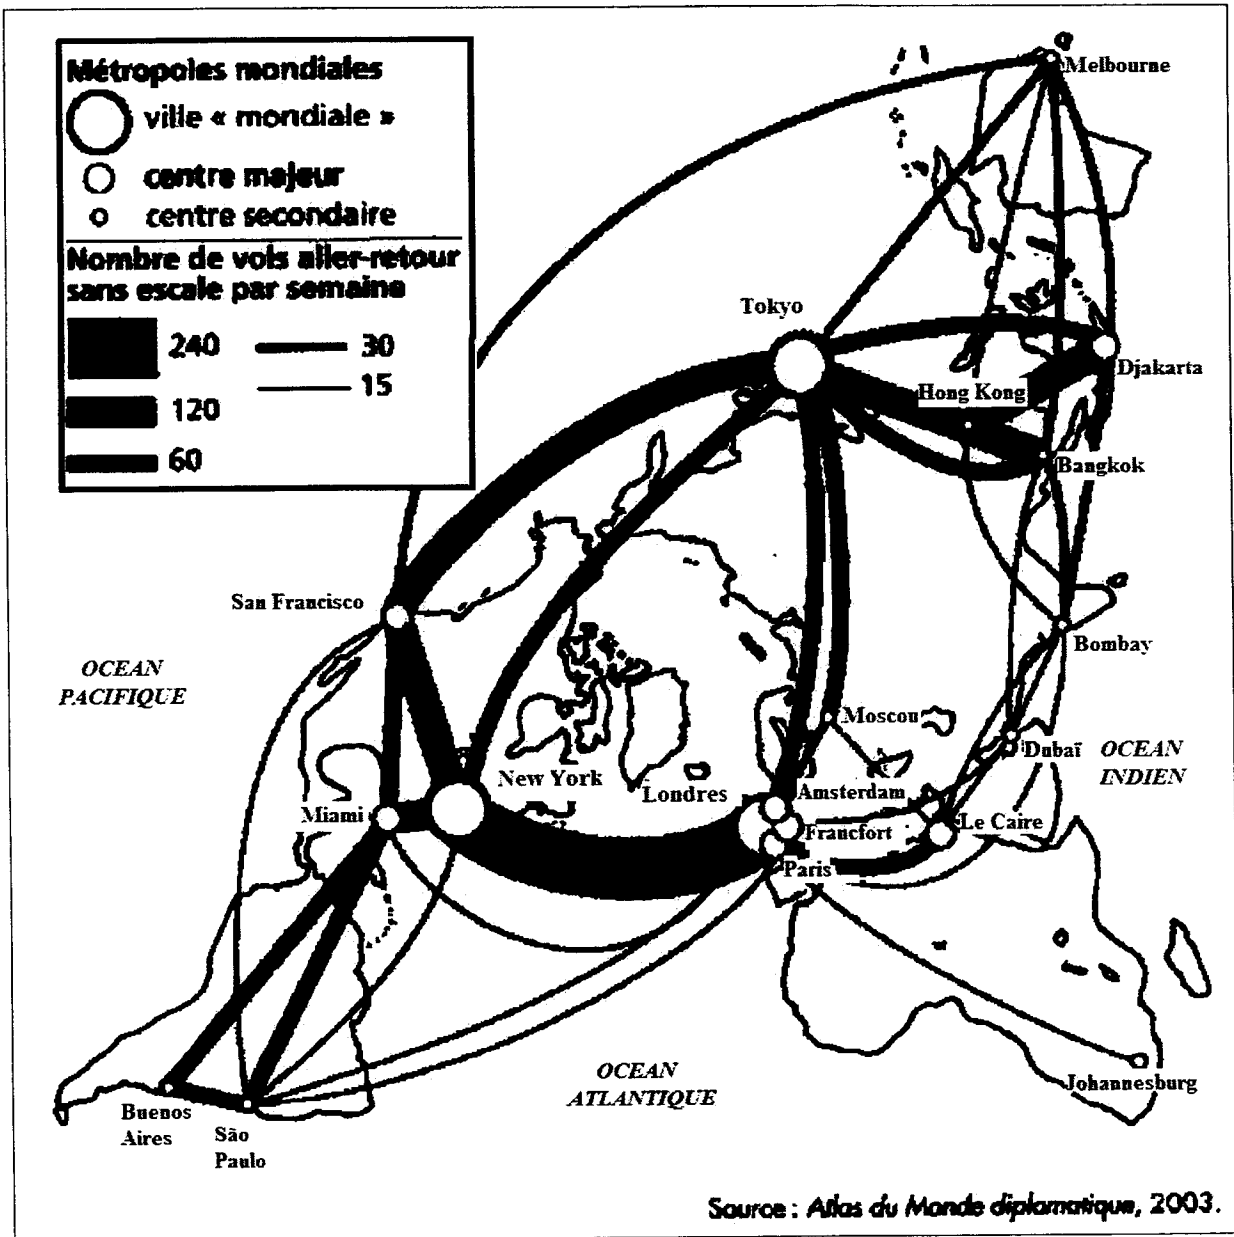 Métropoles mondiales
ville « mondiale »
centre majeur
centre secondaire
Nombre de vols aller-retour
sans escale par semaine
240
30
15
120
60
Melbourne
Tokyo
Djakarta
Hong Kong
Bangkok
San Francisco
Bombay
OCEAN
PACIFIQUE
Moscou
Dubaï
OCEAN
INDIEN
New York
Londres
Amsterdam
Miami
Francfort
Le Caire
Paris
OCEAN
ATLANTIQUE
Johannesburg
Buenos
Aires
São
Paulo
Source : Atlas du Monde diplomatique, 2003.